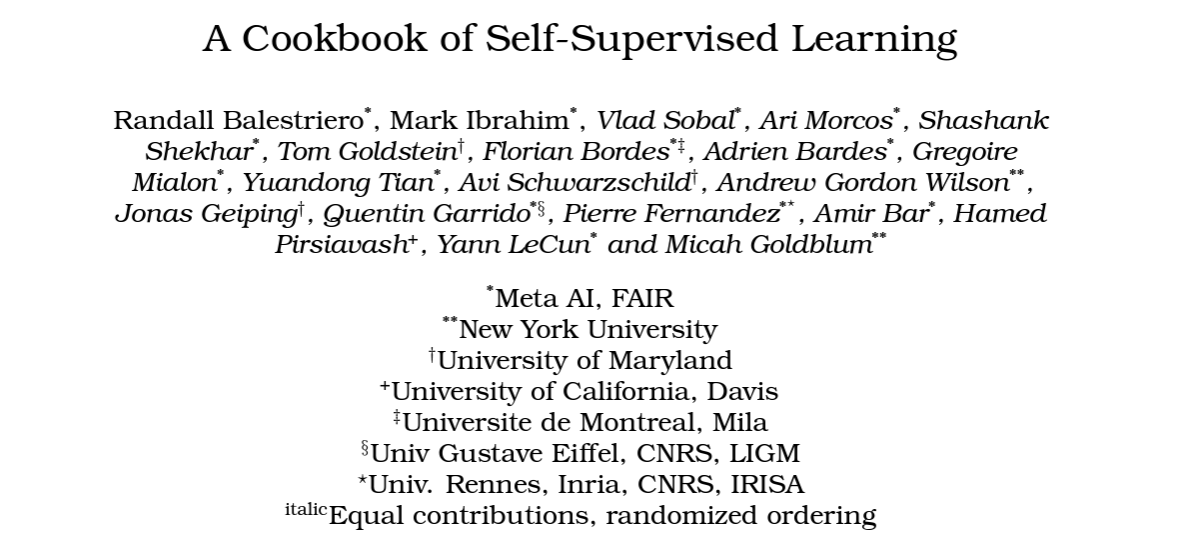 A Cookbook of Self-Supervised Learning
Randall Balestriero*, Mark Ibrahim*, Vlad Sobal*, Ari Morcos*, Shashank
Shekhar*, Tom Goldstein†, Florian Bordes*‡, Adrien Bardes*, Gregoire
Mialon*, Yuandong Tian*, Avi Schwarzschild†, Andrew Gordon Wilson**,
Jonas Geiping†, Quentin Garrido*§, Pierre Fernandez*⋆, Amir Bar*, Hamed
Pirsiavash+, Yann LeCun* and Micah Goldblum**
*Meta AI, FAIR
**New York University
†University of Maryland
+University of California, Davis
‡Universite de Montreal, Mila
§Univ Gustave Eiffel, CNRS, LIGM
⋆Univ. Rennes, Inria, CNRS, IRISA
italicEqual contributions, randomized ordering